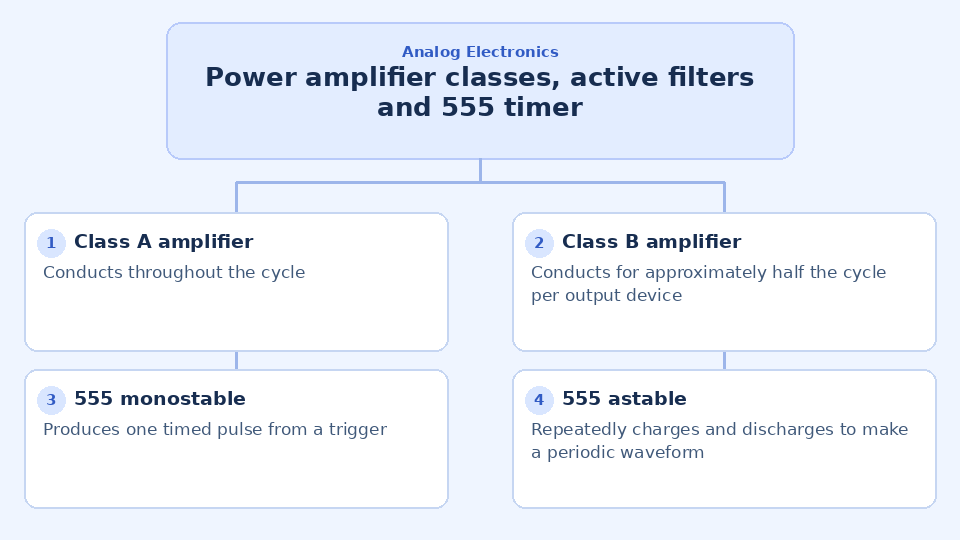 Analog Electronics
Power amplifier classes, active filters
and 555 timer
1 Class A amplifier
Conducts throughout the cycle
2 Class B amplifier
Conducts for approximately half the cycle
per output device
3 555 monostable
Produces one timed pulse from a trigger
4 555 astable
Repeatedly charges and discharges to make
a periodic waveform